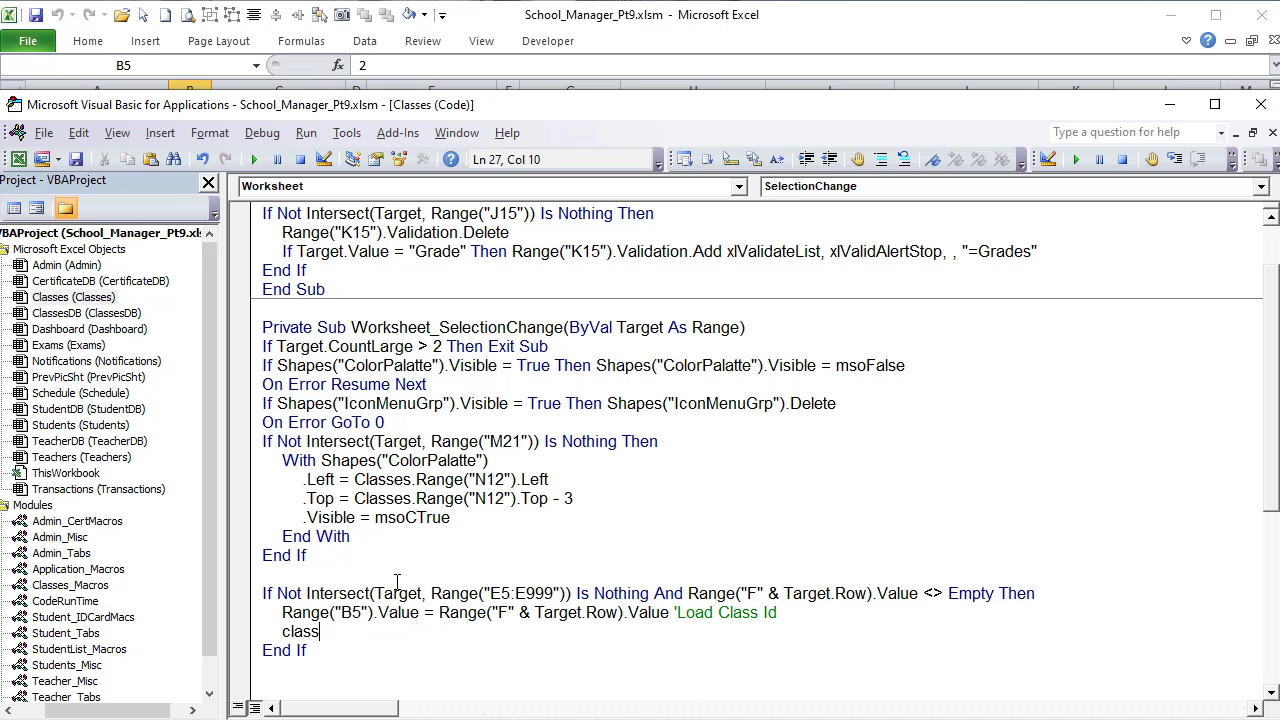 School_Manager_Pt9.xlsm - Microsoft Excel
File Home Insert Page Layout Formulas Data Review View Developer
B5 fx 2
Microsoft Visual Basic for Applications - School_Manager_Pt9.xlsm - [Classes (Code)]
File Edit View Insert Format Debug Run Tools Add-Ins Window Help Type a question for help
Ln 27, Col 10
Project - VBAProject
Worksheet SelectionChange
VBAProject (School_Manager_Pt9.xls
Microsoft Excel Objects
Admin (Admin)
CertificateDB (CertificateDB)
Classes (Classes)
ClassesDB (ClassesDB)
Dashboard (Dashboard)
Exams (Exams)
Notifications (Notifications)
PrevPicSht (PrevPicSht)
Schedule (Schedule)
StudentDB (StudentDB)
Students (Students)
TeacherDB (TeacherDB)
Teachers (Teachers)
ThisWorkbook
Transactions (Transactions)
Modules
Admin_CertMacros
Admin_Misc
Admin_Tabs
Application_Macros
Classes_Macros
CodeRunTime
Student_IDCardMacs
Student_Tabs
StudentList_Macros
Students_Misc
Teacher_Misc
Teacher_Tabs
If Not Intersect(Target, Range("J15")) Is Nothing Then
Range("K15").Validation.Delete
If Target.Value = "Grade" Then Range("K15").Validation.Add xlValidateList, xlValidAlertStop, , "=Grades"
End If
End Sub
Private Sub Worksheet_SelectionChange(ByVal Target As Range)
If Target.CountLarge > 2 Then Exit Sub
If Shapes("ColorPalatte").Visible = True Then Shapes("ColorPalatte").Visible = msoFalse
On Error Resume Next
If Shapes("IconMenuGrp").Visible = True Then Shapes("IconMenuGrp").Delete
On Error GoTo 0
If Not Intersect(Target, Range("M21")) Is Nothing Then
With Shapes("ColorPalatte")
.Left = Classes.Range("N12").Left
.Top = Classes.Range("N12").Top - 3
.Visible = msoCTrue
End With
End If
If Not Intersect(Target, Range("E5:E999")) Is Nothing And Range("F" & Target.Row).Value <> Empty Then
Range("B5").Value = Range("F" & Target.Row).Value 'Load Class Id
class
End If